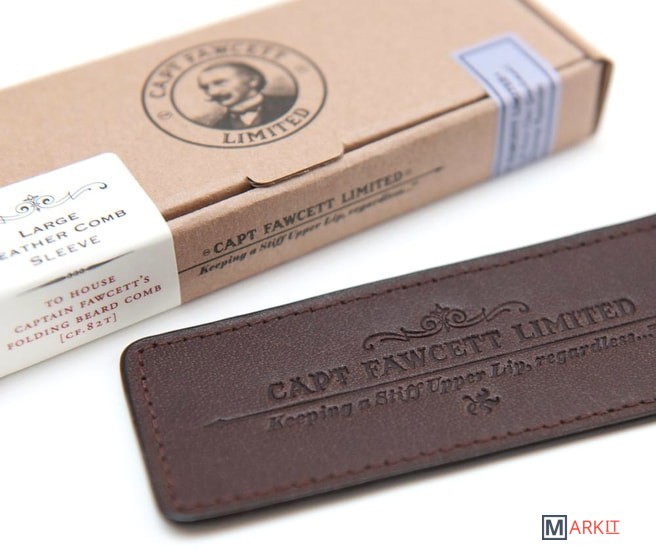 CAPT FAWCETT
LIMITED
CAPT FAWCETT LIMITED
Keeping a Stiff Upper Lip, regardless...
LARGE
LEATHER COMB
SLEEVE
TO HOUSE
CAPTAIN FAWCETT'S
FOLDING BEARD COMB
[CF.82T]
CAPT FAWCETT LIMITED
Keeping a Stiff Upper Lip, regardless...
MARKIT